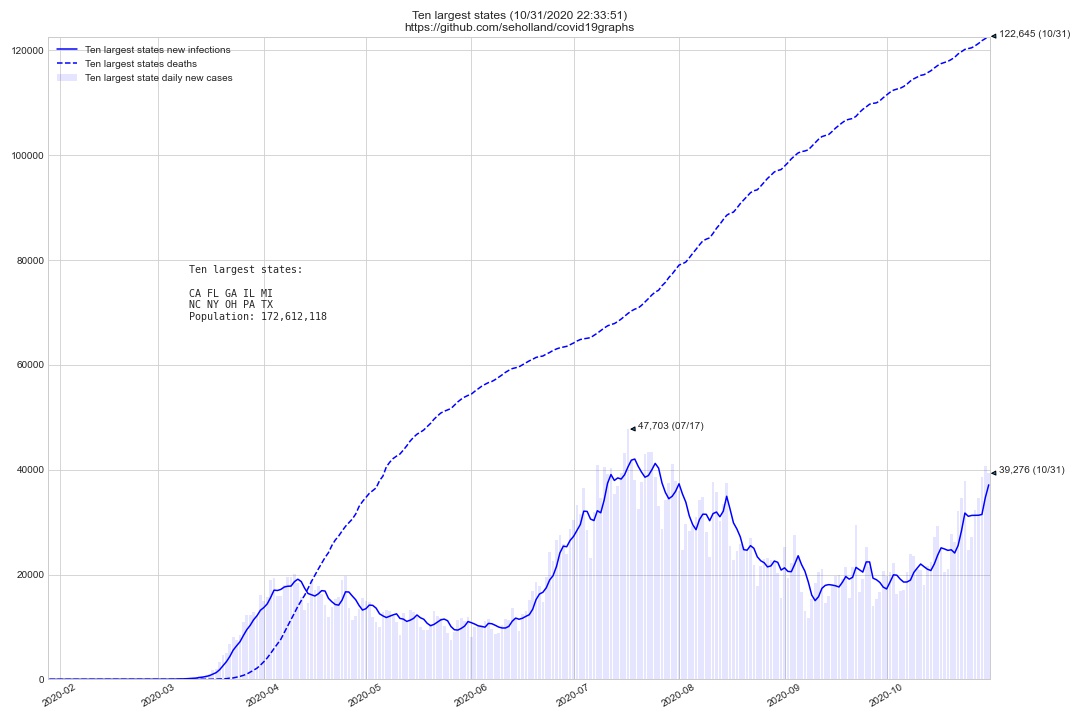 Ten largest states (10/31/2020 22:33:51)
https://github.com/seholland/covid19graphs
Ten largest states new infections
Ten largest states deaths
Ten largest state daily new cases
122,645 (10/31)
120000
100000
80000
60000
40000
20000
0
Ten largest states:
CA FL GA IL MI
NC NY OH PA TX
Population: 172,612,118
47,703 (07/17)
39,276 (10/31)
2020-02
2020-03
2020-04
2020-05
2020-06
2020-07
2020-08
2020-09
2020-10